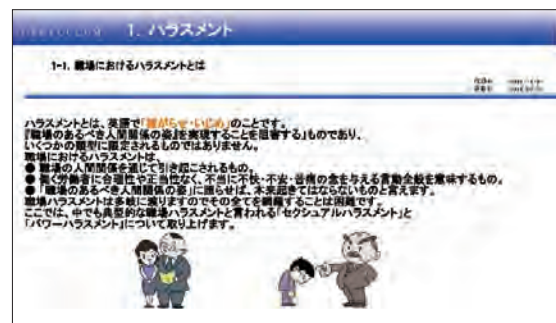 1. ハラスメント
1-1. 職場におけるハラスメントとは
ハラスメントとは、英語で「嫌がらせ・いじめ」のことです。
『職場のあるべき人間関係の姿』を実現することを阻害する」ものであり、
いくつかの類型に限定されるものではありません。
職場におけるハラスメントは、
● 職場の人間関係を通じて引き起こされるもの。
● 働く労働者に合理性や正当性なく、不当に不快・不安・苦痛の念を与える言動全般を意味するもの。
● 「職場のあるべき人間関係の姿」に照らせば、本来起きてはならないものと言えます。
職場ハラスメントは多岐に渡りますのでその全てを網羅することは困難です。
ここでは、中でも典型的な職場ハラスメントと言われる「セクシュアルハラスメント」と
「パワーハラスメント」について取り上げます。